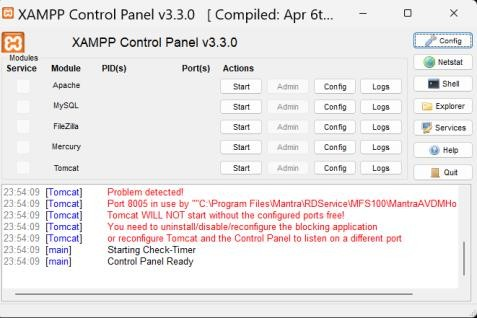 XAMPP Control Panel v3.3.0 [ Compiled: Apr 6t...
XAMPP Control Panel v3.3.0
Config
Modules
Service Module PID(s) Port(s) Actions
Netstat
Apache Start Admin Config Logs
Shell
MySQL Start Admin Config Logs
Explorer
FileZilla Start Admin Config Logs
Services
Mercury Start Admin Config Logs
Help
Tomcat Start Admin Config Logs
Quit
23:54:09 [Tomcat] Problem detected!
23:54:09 [Tomcat] Port 8005 in use by ""C:\Program Files\Mantra\RDService\MFS100\MantraAVDMHo
23:54:09 [Tomcat] Tomcat WILL NOT start without the configured ports free!
23:54:09 [Tomcat] You need to uninstall/disable/reconfigure the blocking application
23:54:09 [Tomcat] or reconfigure Tomcat and the Control Panel to listen on a different port
23:54:09 [main] Starting Check-Timer
23:54:09 [main] Control Panel Ready